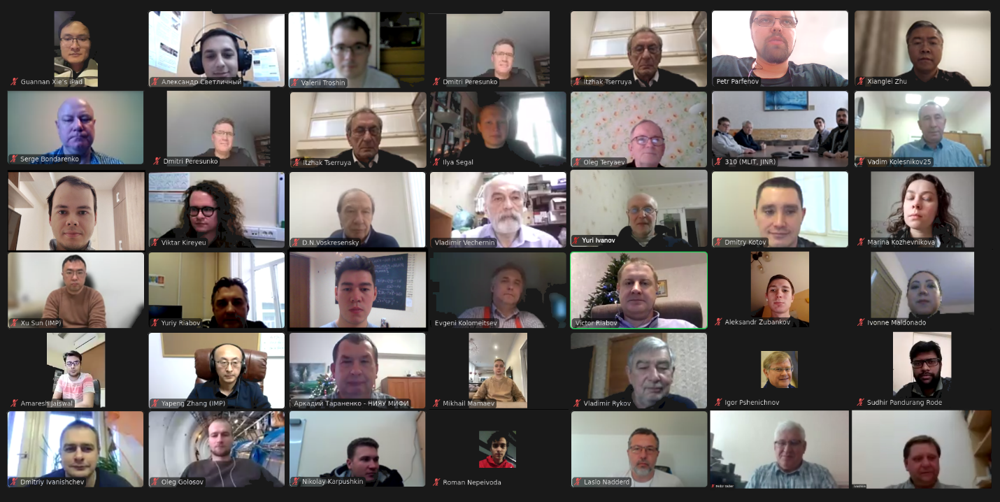 Guannan Xie's iPad
Александр Светличный
Valerii Troshin
Dmitri Peresunko
Itzhak Tserruya
Petr Parfenov
Xianglei Zhu
Serge Bondarenko
Dmitri Peresunko
Itzhak Tserruya
Ilya Segal
Oleg Teryaev
310 (MLIT, JINR)
Vadim Kolesnikov25
Viktar Kireyeu
D.N.Voskresensky
Vladimir Vechernin
Yuri Ivanov
Dmitry Kotov
Marina Kozhevnikova
Xu Sun (IMP)
Yuriy Riabov
Evgeni Kolomeitsev
Victor Riabov
Aleksandr Zubankov
Ivonne Maldonado
Amaresh Jaiswal
Yapeng Zhang (IMP)
Аркадий Тараненко - НИЯУ МИФИ
Mikhail Mamaev
Vladimir Rykov
Igor Pshenichnov
Sudhir Pandurang Rode
Dmitriy Ivanishchev
Oleg Golosov
Nikolay Karpushkin
Roman Nepeivoda
Laslo Nadderd
Fedor Guber